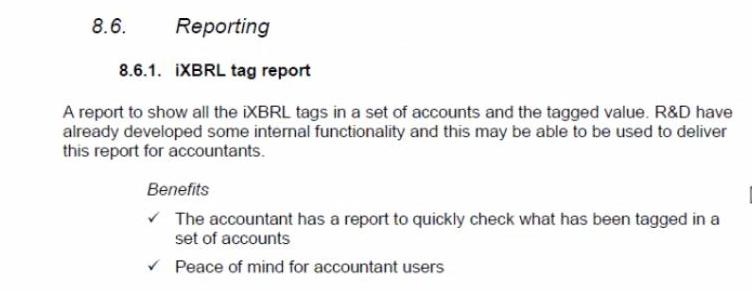 8.6. Reporting
8.6.1. iXBRL tag report
A report to show all the iXBRL tags in a set of accounts and the tagged value. R&D have
already developed some internal functionality and this may be able to be used to deliver
this report for accountants.
Benefits
✓ The accountant has a report to quickly check what has been tagged in a
set of accounts
✓ Peace of mind for accountant users